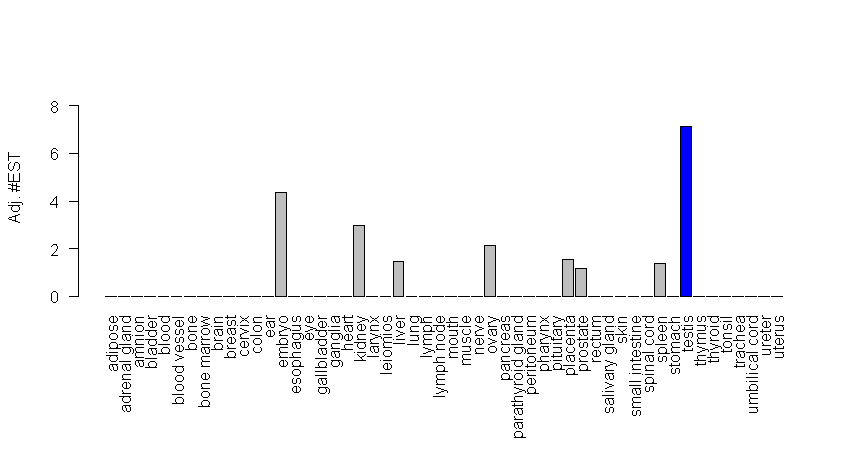 Adj. #EST
8
6
4
2
0
adipose
adrenal gland
amnion
bladder
blood
blood vessel
bone
bone marrow
brain
breast
cervix
colon
ear
embryo
esophagus
eye
gallbladder
ganglia
heart
kidney
larynx
leiomios
liver
lung
lymph
lymph node
mouth
muscle
nerve
ovary
pancreas
parathyroid gland
peritoneum
pharynx
pituitary
placenta
prostate
rectum
salivary gland
skin
small intestine
spinal cord
spleen
stomach
testis
thymus
thyroid
tonsil
trachea
umbilical cord
ureter
uterus